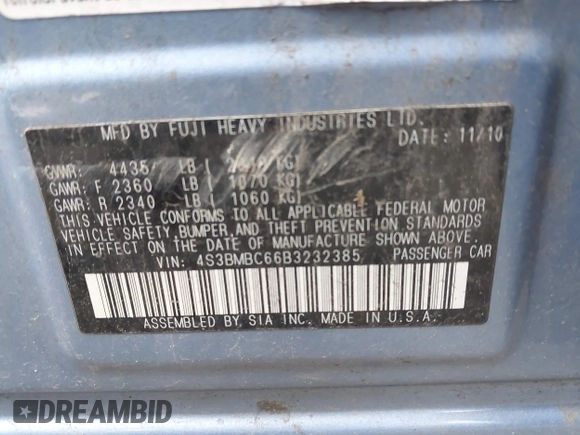 MFD BY FUJI HEAVY INDUSTRIES LTD.
DATE: 11/10
GVWR: 4435 LB ( KG)
GAWR: F 2360 LB ( 1070 KG)
GAWR: R 2340 LB ( 1060 KG)
THIS VEHICLE CONFORMS TO ALL APPLICABLE FEDERAL MOTOR
VEHICLE SAFETY, BUMPER, AND THEFT PREVENTION STANDARDS
IN EFFECT ON THE DATE OF MANUFACTURE SHOWN ABOVE.
VIN: 4S3BMBC66B3232385 PASSENGER CAR
ASSEMBLED BY SIA INC. MADE IN U.S.A.
DREAMBID